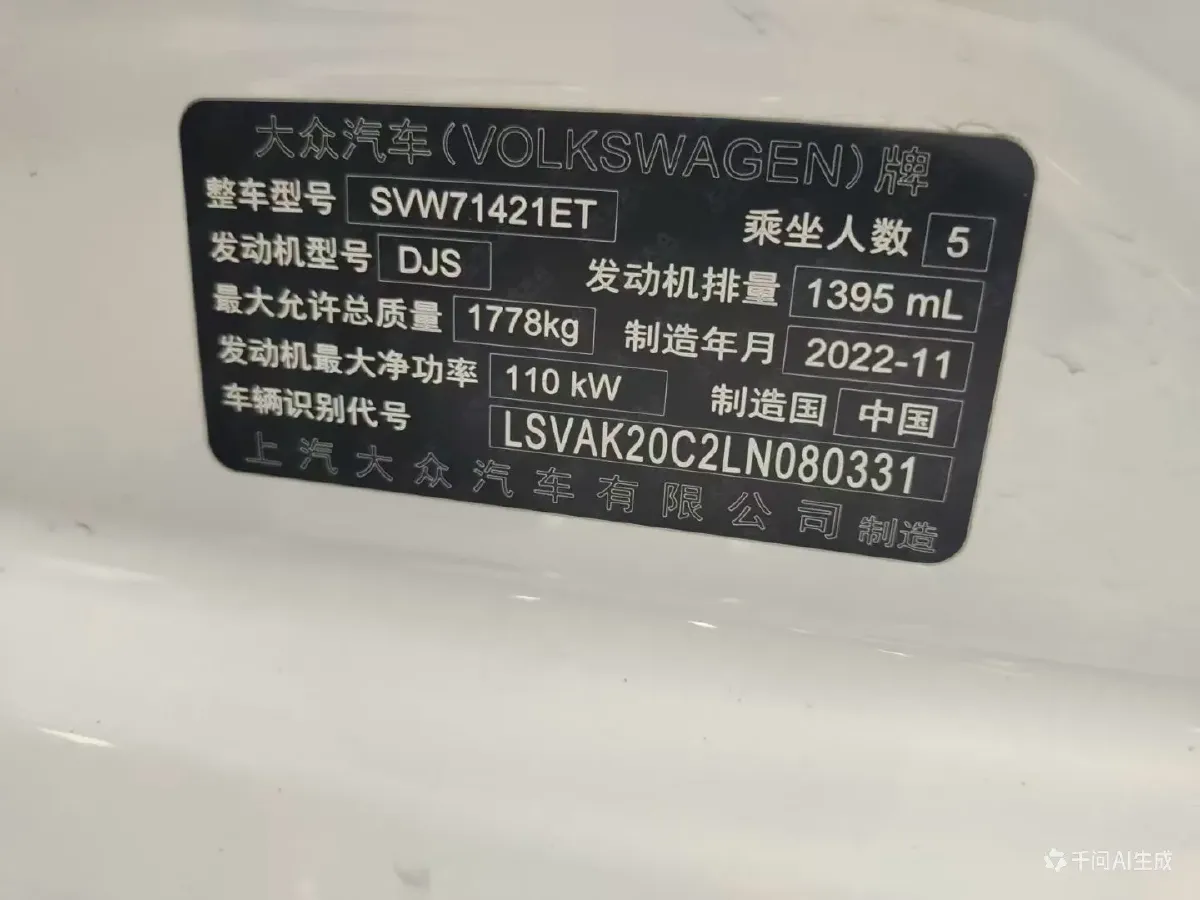 大众汽车(VOLKSWAGEN)牌
整车型号 SVW71421ET 乘坐人数 5
发动机型号 DJS 发动机排量 1395 mL
最大允许总质量 1778kg 制造年月 2022-11
发动机最大净功率 110 kW 制造国 中国
车辆识别代号 LSVAK20C2LN080331
上汽大众汽车有限公司制造
千问AI生成